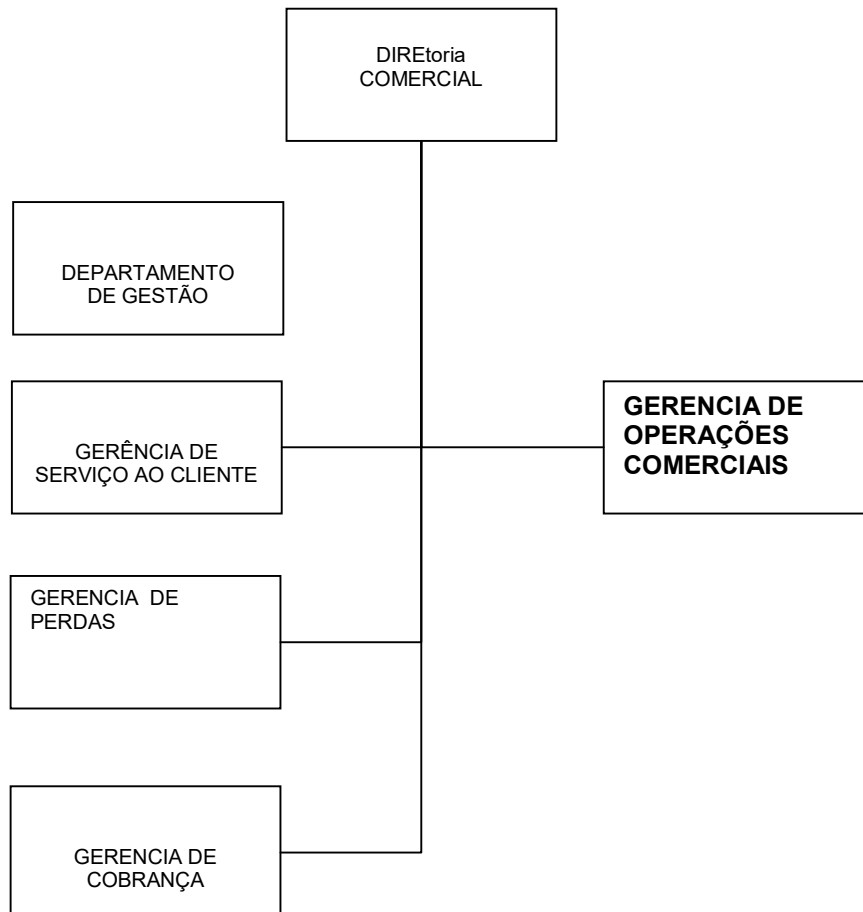 DIREtoria
COMERCIAL
DEPARTAMENTO
DE GESTÃO
GERÊNCIA DE
SERVIÇO AO CLIENTE
GERENCIA DE
OPERAÇÕES
COMERCIAIS
GERENCIA DE
PERDAS
GERENCIA DE
COBRANÇA